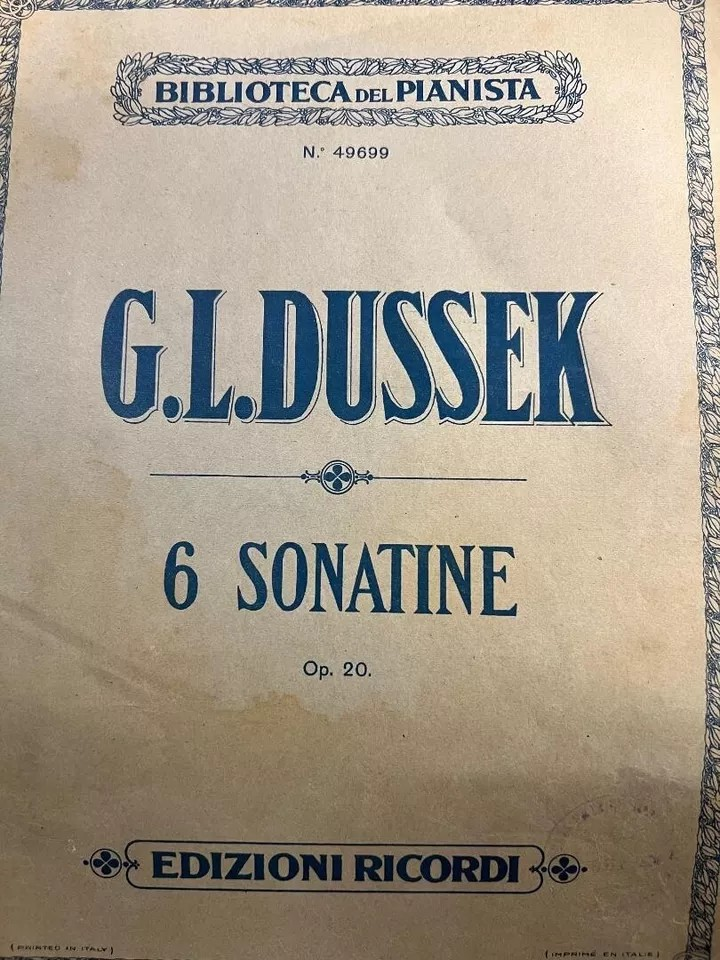 BIBLIOTECA DEL PIANISTA
N.° 49699
G.L.DUSSEK
6 SONATINE
Op. 20.
EDIZIONI RICORDI
(PRINTED IN ITALY)
(IMPRIMÉ EN ITALIE)